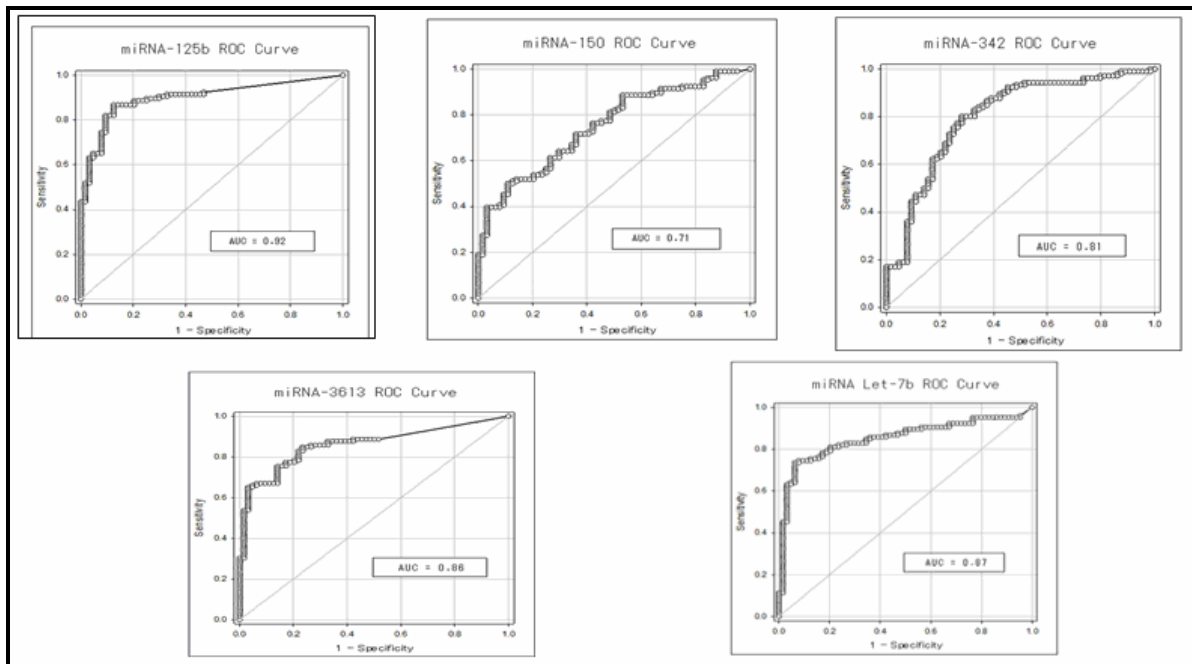 miRNA-125b ROC Curve
1.0
0.8
0.6
0.4
0.2
0.0
Sensitivity
AUC = 0.92
0.0 0.2 0.4 0.6 0.8 1.0
1 - Specificity
miRNA-150 ROC Curve
1.0
0.8
0.6
0.4
0.2
0.0
Sensitivity
AUC = 0.71
0.0 0.2 0.4 0.6 0.8 1.0
1 - Specificity
miRNA-342 ROC Curve
1.0
0.8
0.6
0.4
0.2
0.0
Sensitivity
AUC = 0.81
0.0 0.2 0.4 0.6 0.8 1.0
1 - Specificity
miRNA-3613 ROC Curve
1.0
0.8
0.6
0.4
0.2
0.0
Sensitivity
AUC = 0.86
0.0 0.2 0.4 0.6 0.8 1.0
1 - Specificity
miRNA Let-7b ROC Curve
1.0
0.8
0.6
0.4
0.2
0.0
Sensitivity
AUC = 0.87
0.0 0.2 0.4 0.6 0.8 1.0
1 - Specificity